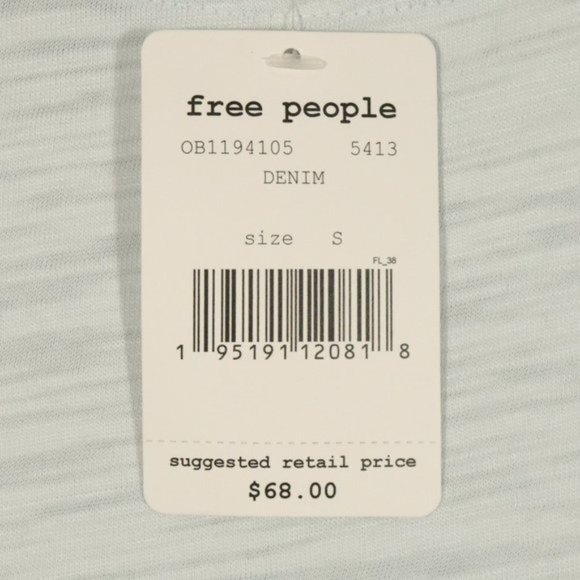 free people
OB1194105 5413
DENIM
size S
FL_38
1 95191 12081 8
suggested retail price
$68.00